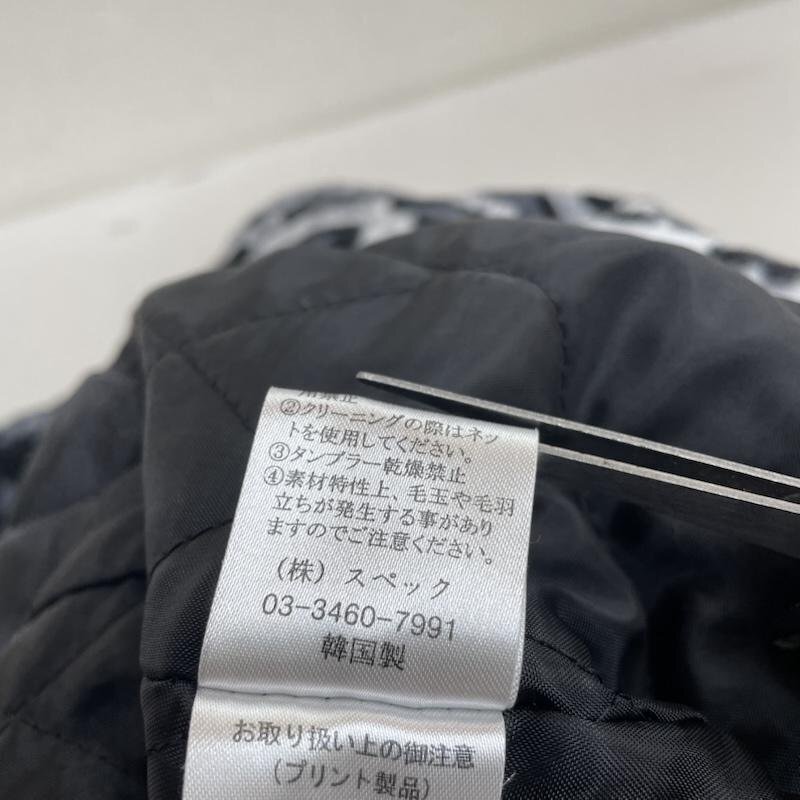 用禁止
②クリーニングの際はネッ
トを使用してください。
③タンブラー乾燥禁止
④素材特性上、毛玉や毛羽
立ちが発生する事があり
ますのでご注意ください。
(株) スペック
03-3460-7991
韓国製
お取り扱い上の御注意
(プリント製品)